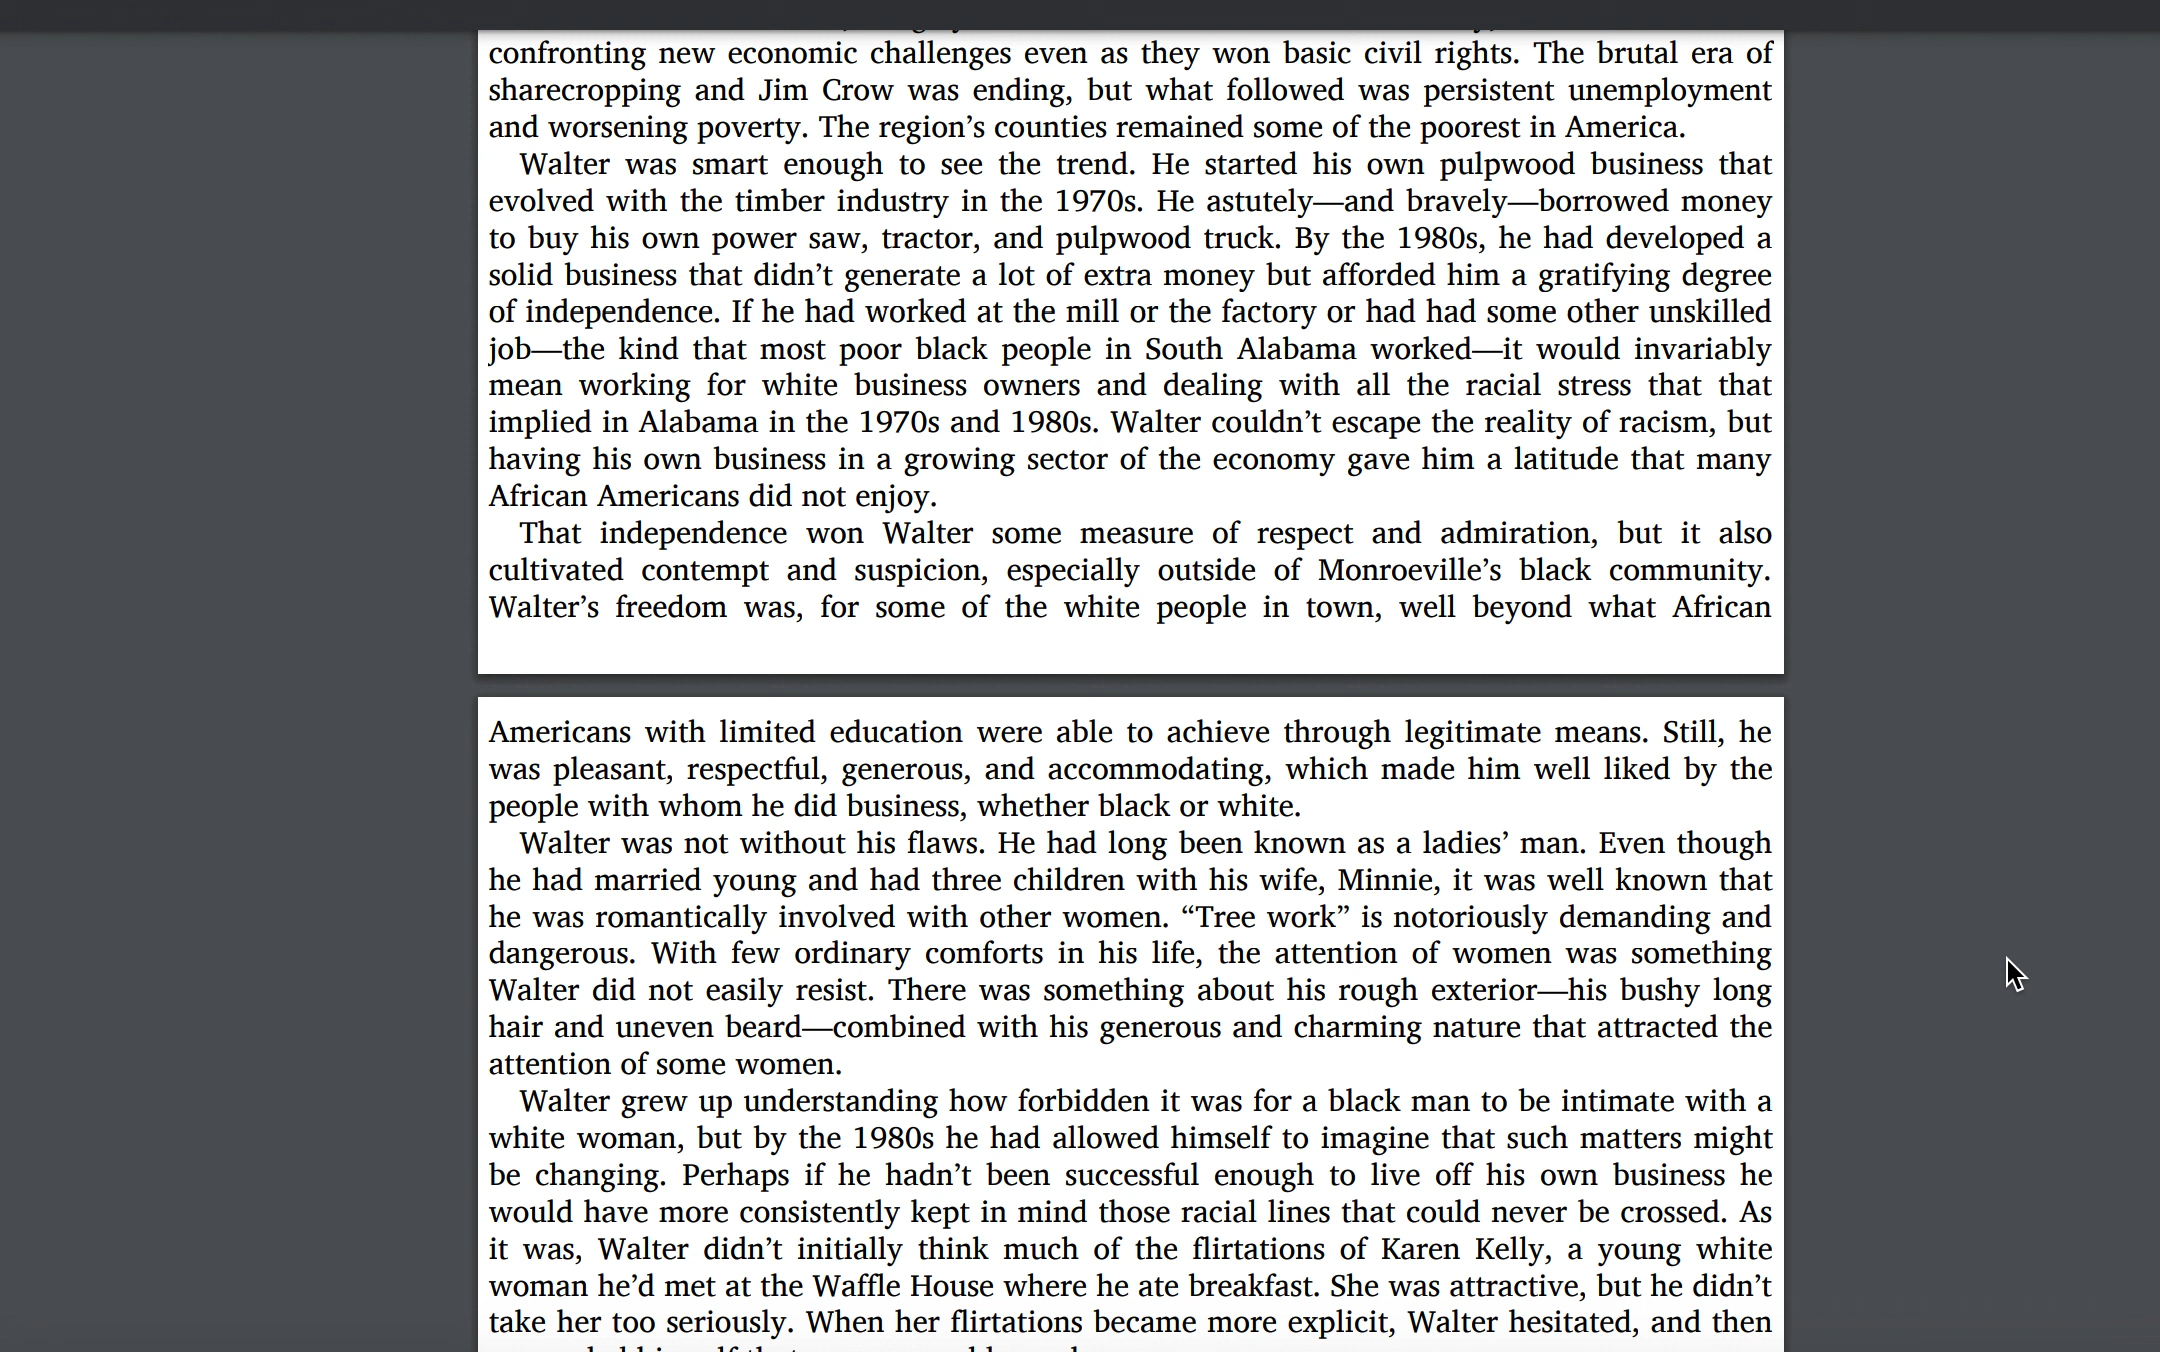 confronting new economic challenges even as they won basic civil rights. The brutal era of
sharecropping and Jim Crow was ending, but what followed was persistent unemployment
and worsening poverty. The region’s counties remained some of the poorest in America.
Walter was smart enough to see the trend. He started his own pulpwood business that
evolved with the timber industry in the 1970s. He astutely—and bravely—borrowed money
to buy his own power saw, tractor, and pulpwood truck. By the 1980s, he had developed a
solid business that didn’t generate a lot of extra money but afforded him a gratifying degree
of independence. If he had worked at the mill or the factory or had had some other unskilled
job—the kind that most poor black people in South Alabama worked—it would invariably
mean working for white business owners and dealing with all the racial stress that that
implied in Alabama in the 1970s and 1980s. Walter couldn’t escape the reality of racism, but
having his own business in a growing sector of the economy gave him a latitude that many
African Americans did not enjoy.
That independence won Walter some measure of respect and admiration, but it also
cultivated contempt and suspicion, especially outside of Monroeville’s black community.
Walter’s freedom was, for some of the white people in town, well beyond what African
Americans with limited education were able to achieve through legitimate means. Still, he
was pleasant, respectful, generous, and accommodating, which made him well liked by the
people with whom he did business, whether black or white.
Walter was not without his flaws. He had long been known as a ladies’ man. Even though
he had married young and had three children with his wife, Minnie, it was well known that
he was romantically involved with other women. “Tree work” is notoriously demanding and
dangerous. With few ordinary comforts in his life, the attention of women was something
Walter did not easily resist. There was something about his rough exterior—his bushy long
hair and uneven beard—combined with his generous and charming nature that attracted the
attention of some women.
Walter grew up understanding how forbidden it was for a black man to be intimate with a
white woman, but by the 1980s he had allowed himself to imagine that such matters might
be changing. Perhaps if he hadn’t been successful enough to live off his own business he
would have more consistently kept in mind those racial lines that could never be crossed. As
it was, Walter didn’t initially think much of the flirtations of Karen Kelly, a young white
woman he’d met at the Waffle House where he ate breakfast. She was attractive, but he didn’t
take her too seriously. When her flirtations became more explicit, Walter hesitated, and then